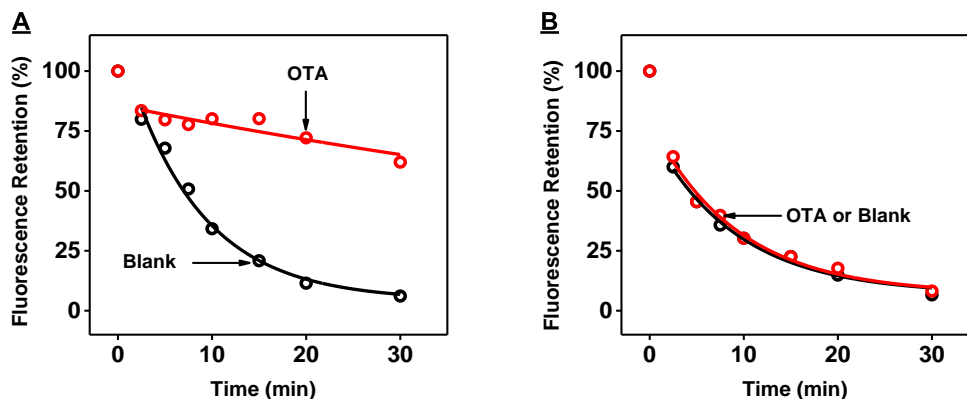 A
Fluorescence Retention (%)
100
75
50
25
0
OTA
Blank
0 10 20 30
Time (min)
B
Fluorescence Retention (%)
100
75
50
25
0
OTA or Blank
0 10 20 30
Time (min)